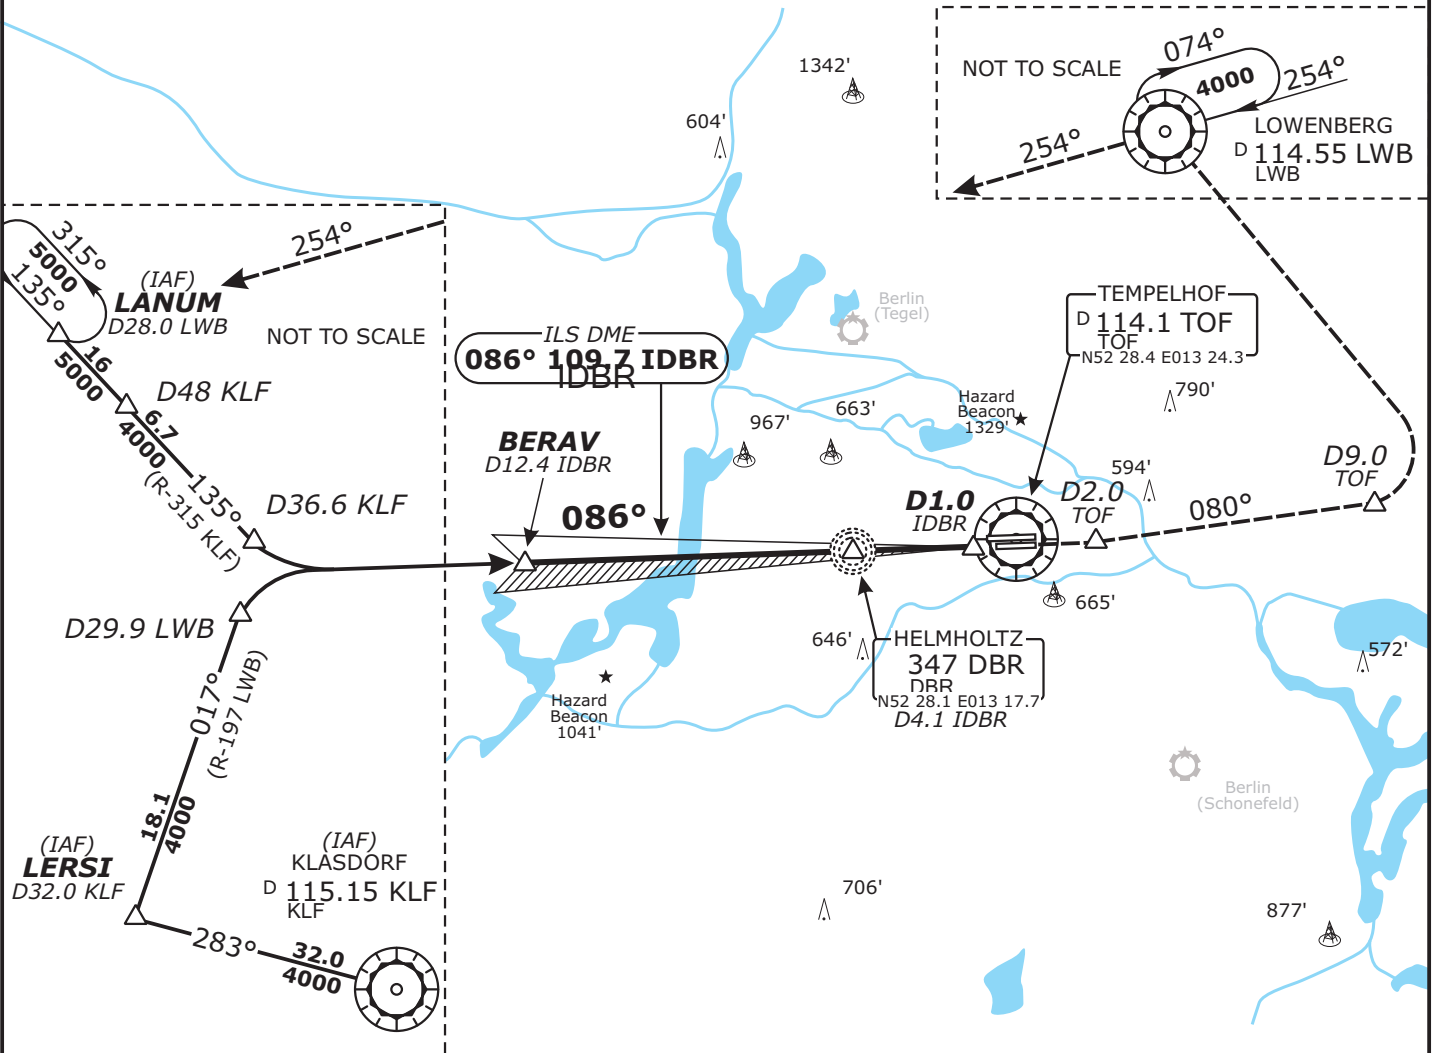 1342'
604'
NOT TO SCALE
074°
4000
254°
254°
LOWENBERG
D 114.55 LWB
LWB
315°
5000
135°
254°
(IAF)
LANUM
D28.0 LWB
NOT TO SCALE
16
5000
D48 KLF
6.7
4000
135°
(R-315 KLF)
D36.6 KLF
ILS DME
086° 109.7 IDBR
IDBR
Berlin
(Tegel)
TEMPELHOF
D 114.1 TOF
TOF
N52 28.4 E013 24.3
790'
Hazard
Beacon
1329'
663'
967'
BERAV
D12.4 IDBR
086°
594'
D1.0
IDBR
D2.0
TOF
080°
D9.0
TOF
665'
646'
HELMHOLTZ
347 DBR
DBR
N52 28.1 E013 17.7
D4.1 IDBR
572'
Hazard
Beacon
1041'
D29.9 LWB
017°
(R-197 LWB)
18.1
4000
Berlin
(Schonefeld)
(IAF)
LERSI
D32.0 KLF
(IAF)
KLASDORF
D 115.15 KLF
KLF
283°
32.0
4000
706'
877'